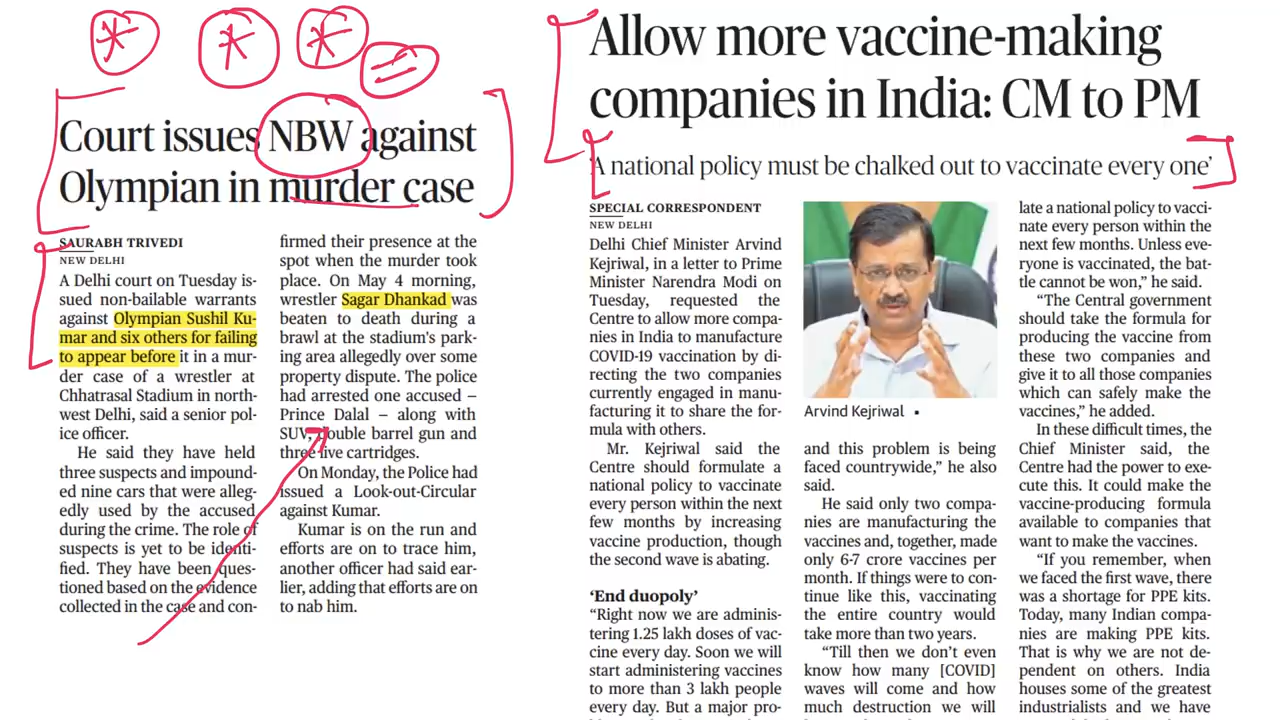 Court issues NBW against
Olympian in murder case
SAURABH TRIVEDI
NEW DELHI
A Delhi court on Tuesday is-
sued non-bailable warrants
against Olympian Sushil Ku-
mar and six others for failing
to appear before it in a mur-
der case of a wrestler at
Chhatrasal Stadium in north-
west Delhi, said a senior pol-
ice officer.
He said they have held
three suspects and impound-
ed nine cars that were alleg-
edly used by the accused
during the crime. The role of
suspects is yet to be identi-
fied. They have been ques-
tioned based on the evidence
collected in the case and con-
firmed their presence at the
spot when the murder took
place. On May 4 morning,
wrestler Sagar Dhankad was
beaten to death during a
brawl at the stadium's park-
ing area allegedly over some
property dispute. The police
had arrested one accused –
Prince Dalal – along with
SUV, double barrel gun and
three live cartridges.
On Monday, the Police had
issued a Look-out-Circular
against Kumar.
Kumar is on the run and
efforts are on to trace him,
another officer had said ear-
lier, adding that efforts are on
to nab him.
Allow more vaccine-making
companies in India: CM to PM
'A national policy must be chalked out to vaccinate every one'
SPECIAL CORRESPONDENT
NEW DELHI
Delhi Chief Minister Arvind
Kejriwal, in a letter to Prime
Minister Narendra Modi on
Tuesday, requested the
Centre to allow more compa-
nies in India to manufacture
COVID-19 vaccination by di-
recting the two companies
currently engaged in manu-
facturing it to share the for-
mula with others.
Mr. Kejriwal said the
Centre should formulate a
national policy to vaccinate
every person within the next
few months by increasing
vaccine production, though
the second wave is abating.
'End duopoly'
"Right now we are adminis-
tering 1.25 lakh doses of vac-
cine every day. Soon we will
start administering vaccines
to more than 3 lakh people
every day. But a major pro-
Arvind Kejriwal
and this problem is being
faced countrywide," he also
said.
He said only two compa-
nies are manufacturing the
vaccines and, together, made
only 6-7 crore vaccines per
month. If things were to con-
tinue like this, vaccinating
the entire country would
take more than two years.
"Till then we don't even
know how many [COVID]
waves will come and how
much destruction we will
late a national policy to vacci-
nate every person within the
next few months. Unless eve-
ryone is vaccinated, the bat-
tle cannot be won," he said.
"The Central government
should take the formula for
producing the vaccine from
these two companies and
give it to all those companies
which can safely make the
vaccines," he added.
In these difficult times, the
Chief Minister said, the
Centre had the power to exe-
cute this. It could make the
vaccine-producing formula
available to companies that
want to make the vaccines.
"If you remember, when
we faced the first wave, there
was a shortage for PPE kits.
Today, many Indian compa-
nies are making PPE kits.
That is why we are not de-
pendent on others. India
houses some of the greatest
industrialists and we have